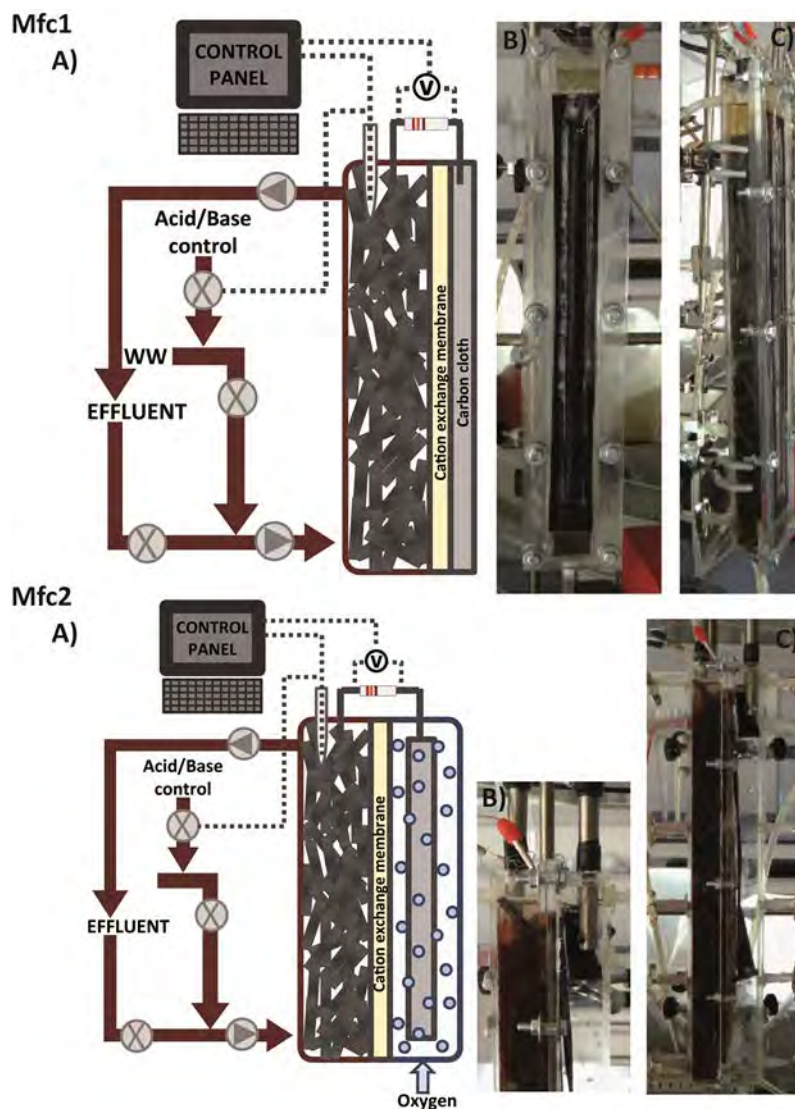 Mfc1
A)
CONTROL
PANEL
V
Acid/Base
control
WW
EFFLUENT
Cation exchange membrane
Carbon cloth
B)
C)
Mfc2
A)
CONTROL
PANEL
V
Acid/Base
control
EFFLUENT
Cation exchange membrane
Oxygen
B)
C)